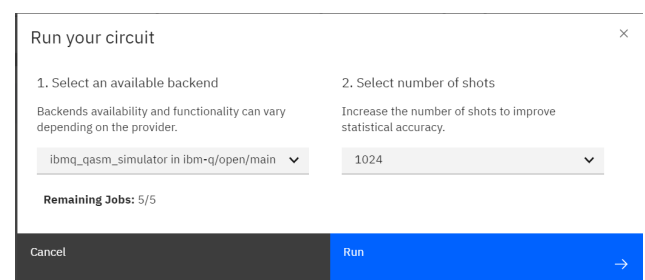 Run your circuit
1. Select an available backend
Backends availability and functionality can vary
depending on the provider.
ibmq_qasm_simulator in ibm-q/open/main
Remaining Jobs: 5/5
2. Select number of shots
Increase the number of shots to improve
statistical accuracy.
1024
Cancel
Run